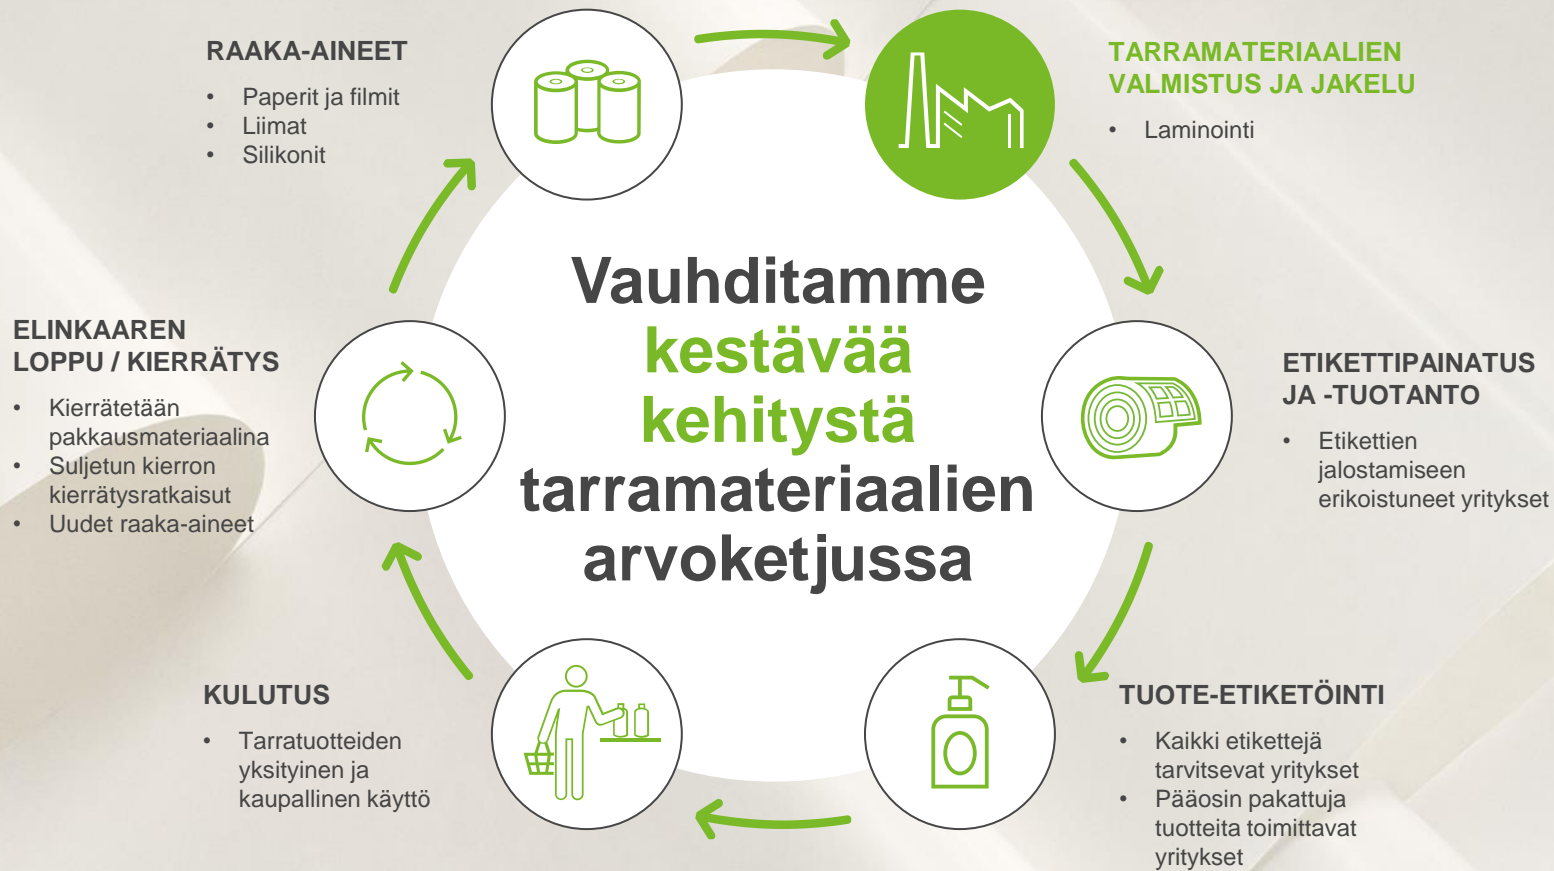 RAAKA-AINEET
• Paperit ja filmit
• Liimat
• Silikonit
TARRAMATERIAALIEN
VALMISTUS JA JAKELU
• Laminointi
ETIKETTIPAINATUS
JA -TUOTANTO
• Etikettien
jalostamiseen
erikoistuneet yritykset
TUOTE-ETIKETÖINTI
• Kaikki etikettejä
tarvitsevat yritykset
• Pääosin pakattuja
tuotteita toimittavat
yritykset
KULUTUS
• Tarratuotteiden
yksityinen ja
kaupallinen käyttö
ELINKAAREN
LOPPU / KIERRÄTYS
• Kierrätetään
pakkausmateriaalina
• Suljetun kierron
kierrätysratkaisut
• Uudet raaka-aineet
Vauhditamme
kestävää
kehitystä
tarramateriaalien
arvoketjussa